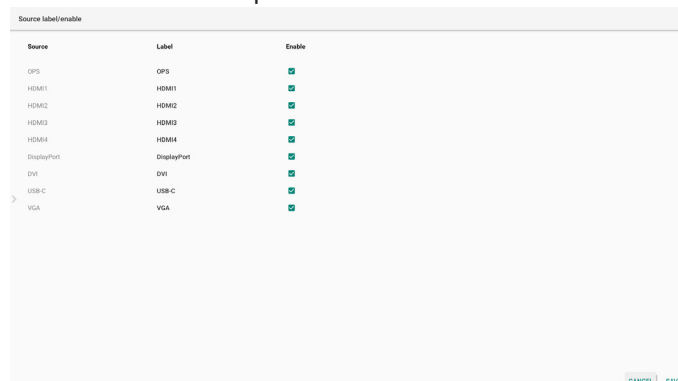 Source label/enable
Source Label Enable
OPS OPS
HDMI1 HDMI1
HDMI2 HDMI2
HDMI3 HDMI3
HDMI4 HDMI4
DisplayPort DisplayPort
DVI DVI
USB-C USB-C
VGA VGA
CANCEL